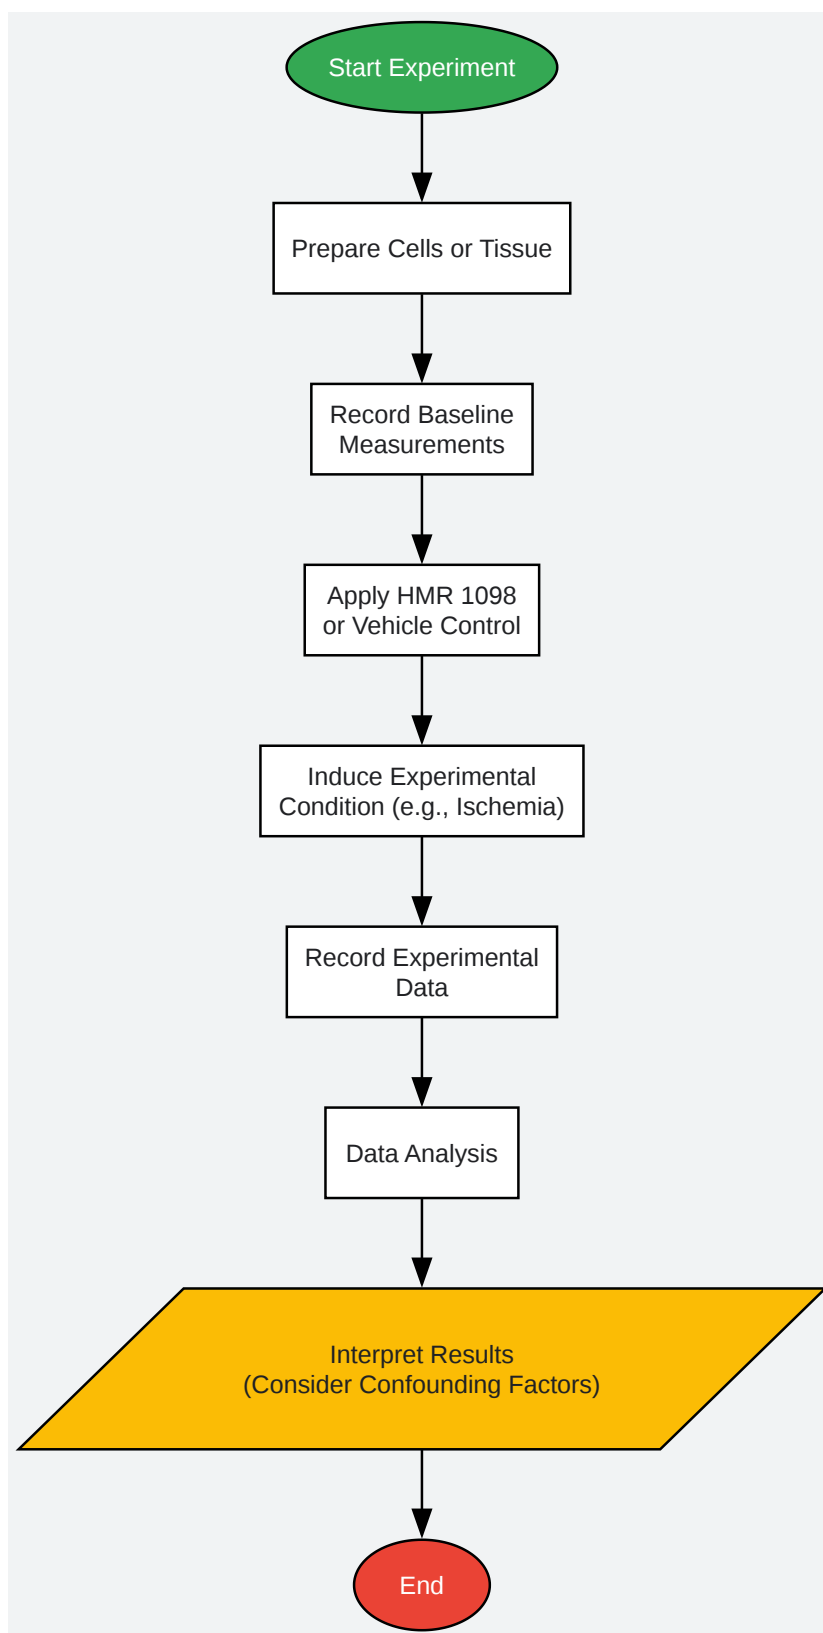 Start Experiment
Prepare Cells or Tissue
Record Baseline
Measurements
Apply HMR 1098
or Vehicle Control
Induce Experimental
Condition (e.g., Ischemia)
Record Experimental
Data
Data Analysis
Interpret Results
(Consider Confounding Factors)
End